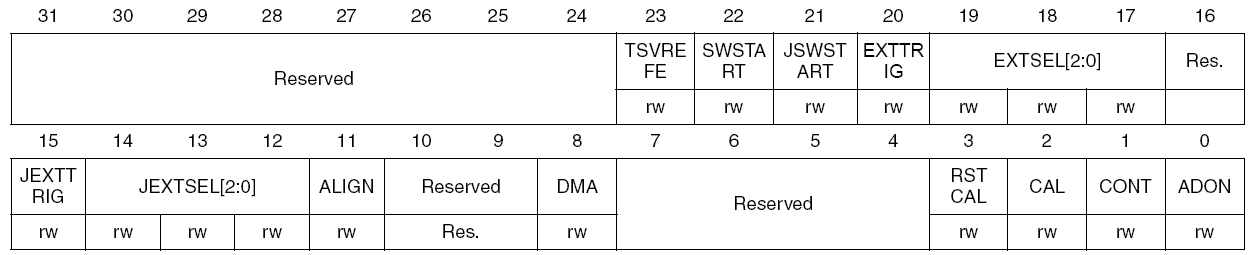 31 30 29 28 27 26 25 24 23 22 21 20 19 18 17 16
Reserved TSVRE SWSTA JSWST EXTTR EXTSEL[2:0] Res.
FE RT ART IG
rw rw rw rw rw rw rw
15 14 13 12 11 10 9 8 7 6 5 4 3 2 1 0
JEXTT JEXTSEL[2:0] ALIGN Reserved DMA Reserved RST CAL CONT ADON
RIG CAL
rw rw rw rw rw Res. rw rw rw rw rw